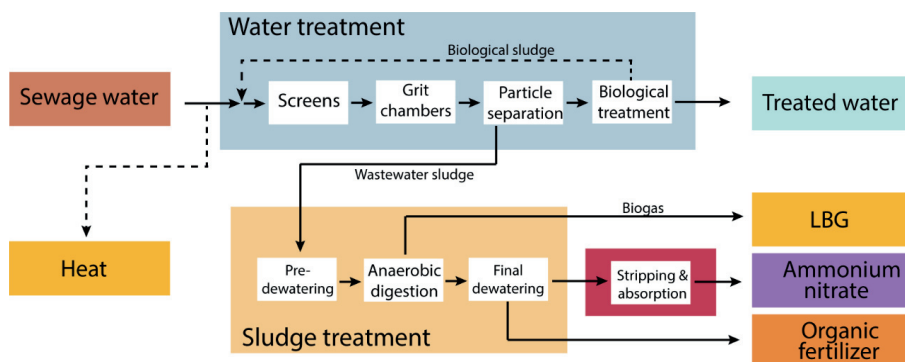 Water treatment
Biological sludge
Sewage water
Screens
Grit
chambers
Particle
separation
Biological
treatment
Treated water
Wastewater sludge
Biogas
LBG
Heat
Pre-
dewatering
Anaerobic
digestion
Final
dewatering
Stripping &
absorption
Ammonium
nitrate
Sludge treatment
Organic
fertilizer